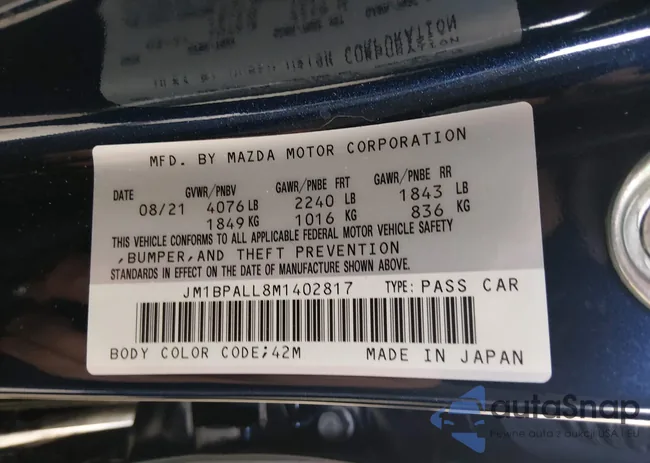 MFD. BY MAZDA MOTOR CORPORATION
DATE GVWR/PNBV GAWR/PNBE FRT GAWR/PNBE RR
08/21 4076 LB 2240 LB 1843 LB
1849 KG 1016 KG 836 KG
THIS VEHICLE CONFORMS TO ALL APPLICABLE FEDERAL MOTOR VEHICLE SAFETY
,BUMPER,AND THEFT PREVENTION
STANDARDS IN EFFECT ON THE DATE OF MANUFACTURE SHOWN ABOVE.
JM1BPALL8M1402817 TYPE: PASS CAR
BODY COLOR CODE;42M MADE IN JAPAN
autoSnap